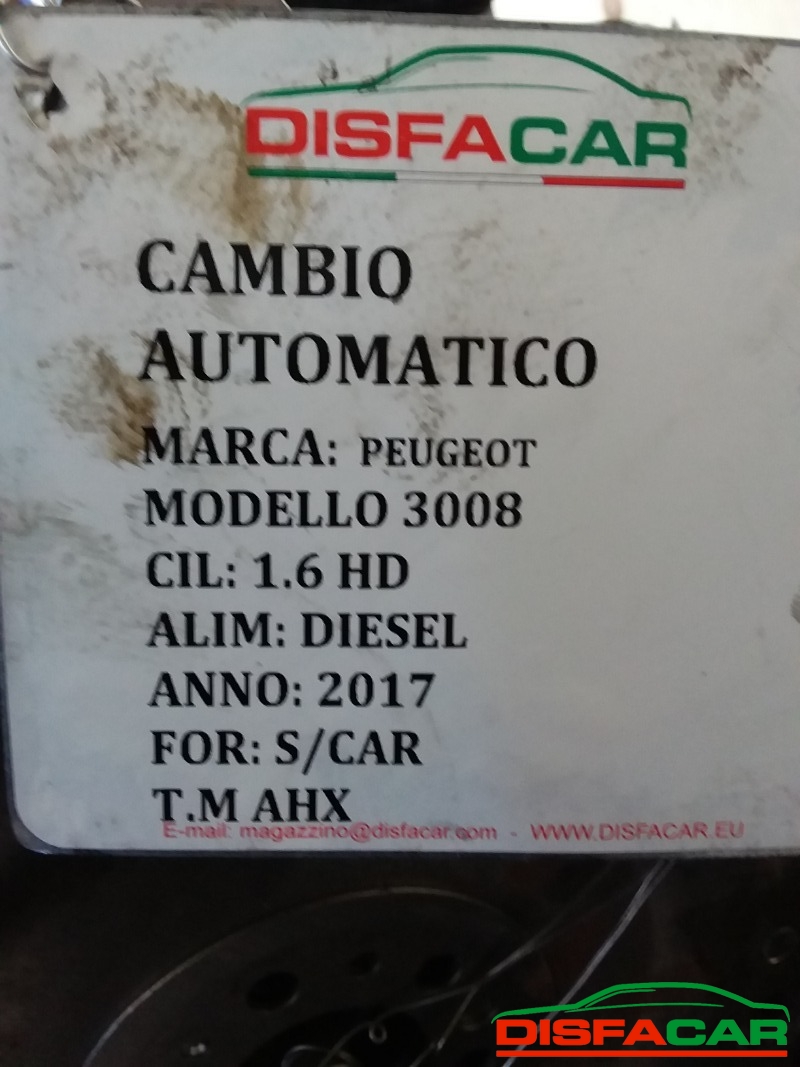 DISFACAR
CAMBIO
AUTOMATICO
MARCA: PEUGEOT
MODELLO 3008
CIL: 1.6 HD
ALIM: DIESEL
ANNO: 2017
FOR: S/CAR
T.M AHX
E-mail: magazzino@disfacar.com - WWW.DISFACAR.EU
DISFACAR